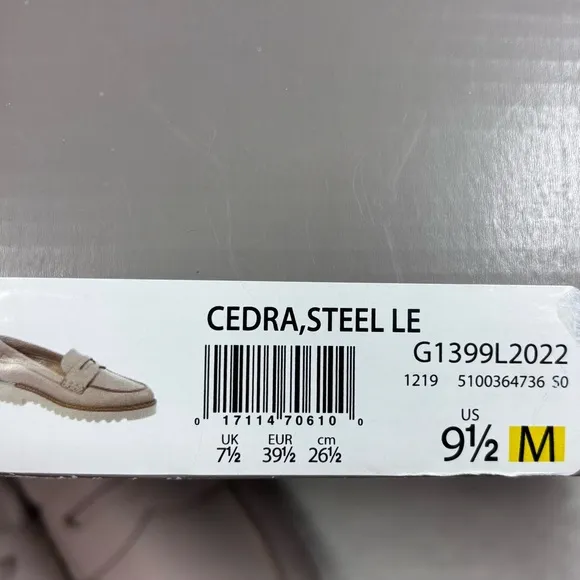 CEDRA,STEEL LE
G1399L2022
1219 5100364736 S0
0 17114 70610 0
UK EUR cm
7½ 39½ 26½
US
9½ M